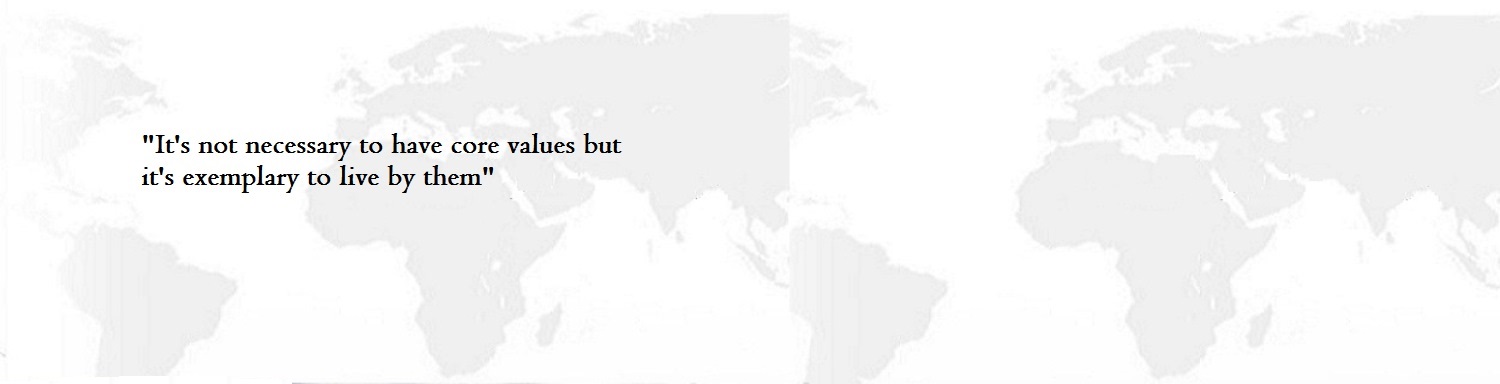 "It's not necessary to have core values but
it's exemplary to live by them"